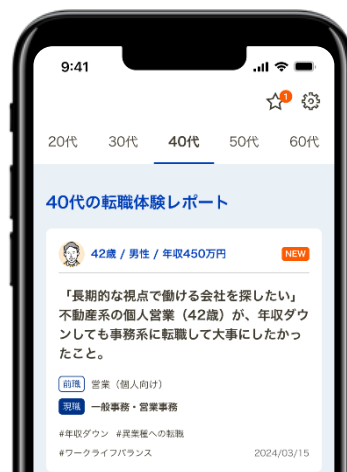 9:41
1
20代 30代 40代 50代 60代
40代の転職体験レポート
42歳 / 男性 / 年収450万円 NEW
「長期的な視点で働ける会社を探したい」
不動産系の個人営業（42歳）が、年収ダウ
ンしても事務系に転職して大事にしたかっ
たこと。
前職 営業（個人向け）
現職 一般事務・営業事務
#年収ダウン #異業種への転職
#ワークライフバランス 2024/03/15